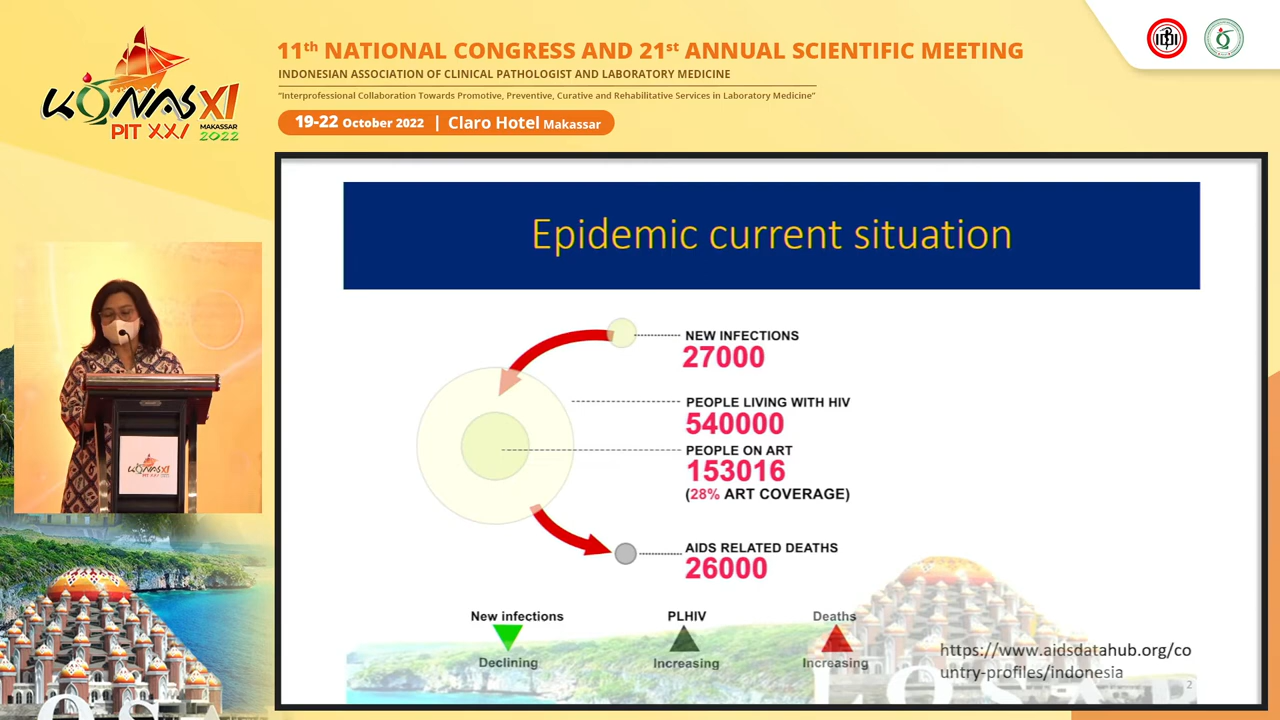 11th NATIONAL CONGRESS AND 21st ANNUAL SCIENTIFIC MEETING
INDONESIAN ASSOCIATION OF CLINICAL PATHOLOGIST AND LABORATORY MEDICINE
"Interprofessional Collaboration Towards Promotive, Preventive, Curative and Rehabilitative Services in Laboratory Medicine"
19-22 October 2022 | Claro Hotel Makassar
KONAS XI
PIT XXI
MAKASSAR
2022
IDI
Epidemic current situation
NEW INFECTIONS
27000
PEOPLE LIVING WITH HIV
540000
PEOPLE ON ART
153016
(28% ART COVERAGE)
AIDS RELATED DEATHS
26000
New infections
PLHIV
Deaths
Declining
Increasing
Increasing
https://www.aidsdatahub.org/co
untry-profiles/indonesia
2
KONAS XI